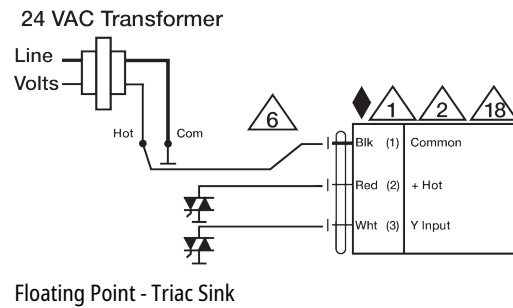 24 VAC Transformer
Line
Volts
Hot Com
6
1 2 18
Blk (1) Common
Red (2) + Hot
Wht (3) Y Input
Floating Point - Triac Sink